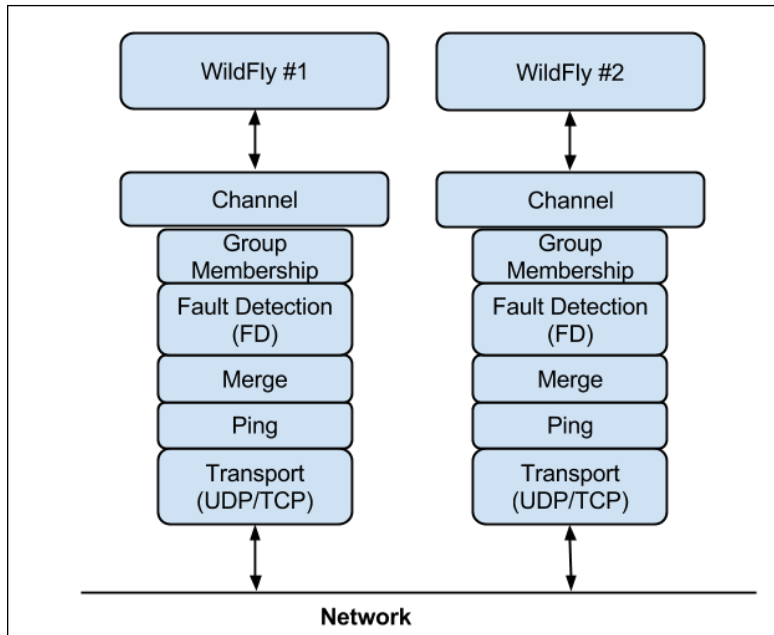 WildFly #1
Channel
Group
Membership
Fault Detection
(FD)
Merge
Ping
Transport
(UDP/TCP)
WildFly #2
Channel
Group
Membership
Fault Detection
(FD)
Merge
Ping
Transport
(UDP/TCP)
Network